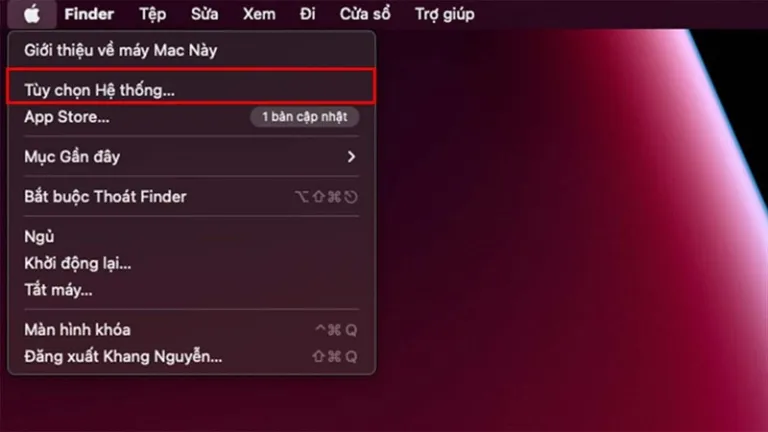 Finder Tệp Sửa Xem Đi Cửa sổ Trợ giúp
Giới thiệu về máy Mac Này
Tùy chọn Hệ thống...
App Store... 1 bản cập nhật
Mục Gần đây
Bắt buộc Thoát Finder ⌥⇧⌘⎋
Ngủ
Khởi động lại...
Tắt máy...
Màn hình khóa ^⌘Q
Đăng xuất Khang Nguyễn... ⇧⌘Q